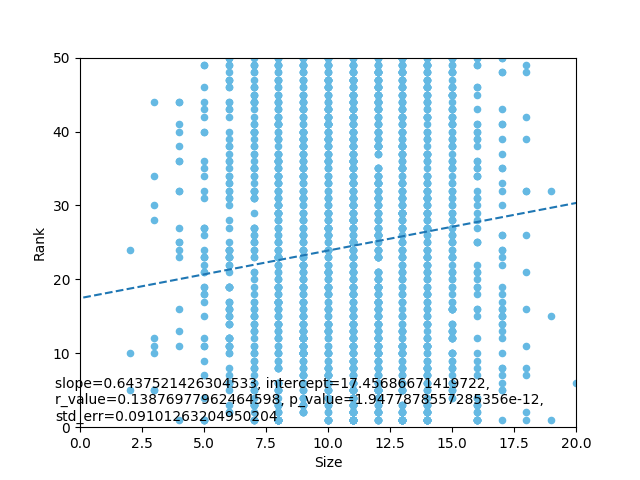 50
40
30
20
10
0
Rank
slope=0.6437521426304533, intercept=17.45686671419722,
r_value=0.13876977962464598, p_value=1.9477878557285356e-12,
std_err=0.09101263204950204
0.0 2.5 5.0 7.5 10.0 12.5 15.0 17.5 20.0
Size